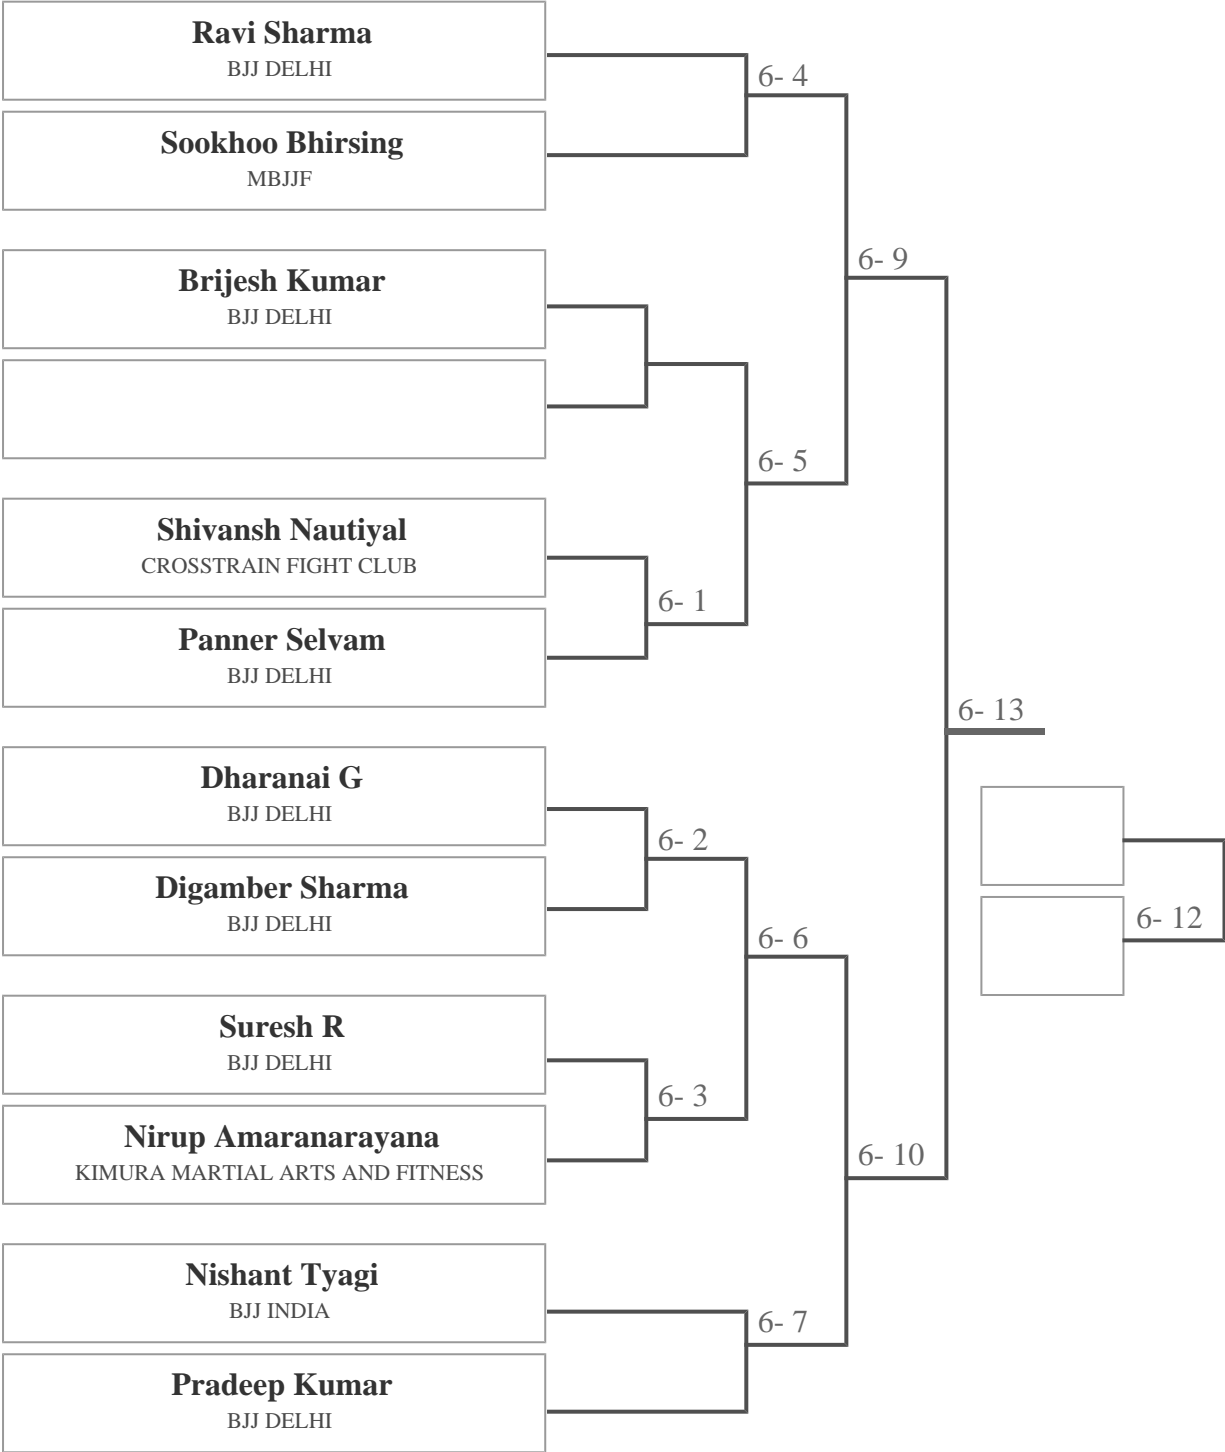 Ravi Sharma
BJJ DELHI
6- 4
Sookhoo Bhirsing
MBJJF
6- 9
Brijesh Kumar
BJJ DELHI
6- 5
Shivansh Nautiyal
CROSSTRAIN FIGHT CLUB
6- 1
Panner Selvam
BJJ DELHI
6- 13
Dharanai G
BJJ DELHI
6- 2
Digamber Sharma
BJJ DELHI
6- 12
6- 6
Suresh R
BJJ DELHI
6- 3
Nirup Amaranarayana
KIMURA MARTIAL ARTS AND FITNESS
6- 10
Nishant Tyagi
BJJ INDIA
6- 7
Pradeep Kumar
BJJ DELHI